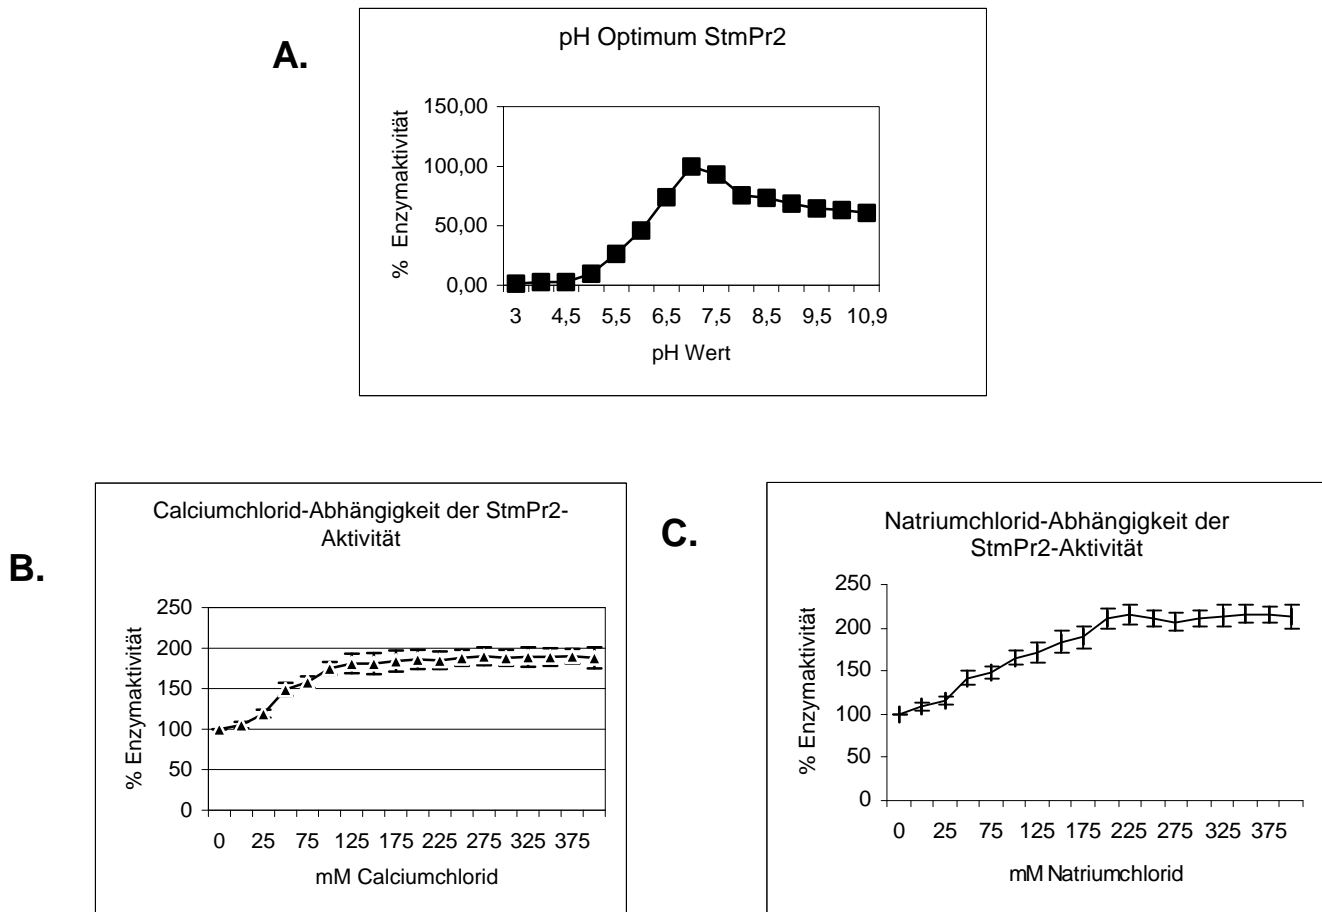 A.
pH Optimum StmPr2
% Enzymaktivität
150,00
100,00
50,00
0,00
3 4,5 5,5 6,5 7,5 8,5 9,5 10,9
pH Wert
B.
Calciumchlorid-Abhängigkeit der StmPr2-
Aktivität
% Enzymaktivität
250
200
150
100
50
0
0 25 75 125 175 225 275 325 375
mM Calciumchlorid
C.
Natriumchlorid-Abhängigkeit der
StmPr2-Aktivität
% Enzymaktivität
250
200
150
100
50
0
0 25 75 125 175 225 275 325 375
mM Natriumchlorid